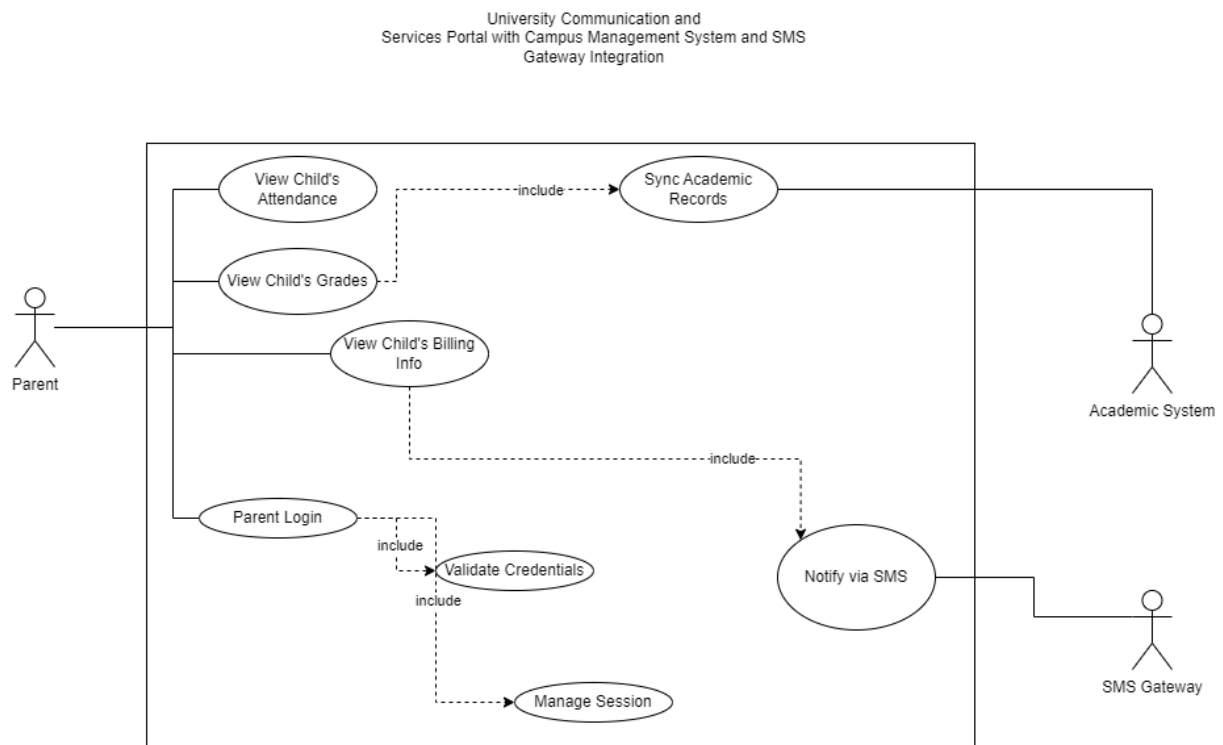 University Communication and
Services Portal with Campus Management System and SMS
Gateway Integration
View Child's
Attendance
include
Sync Academic
Records
View Child's Grades
View Child's Billing
Info
Parent
Academic System
include
Parent Login
include
Validate Credentials
Notify via SMS
include
SMS Gateway
Manage Session